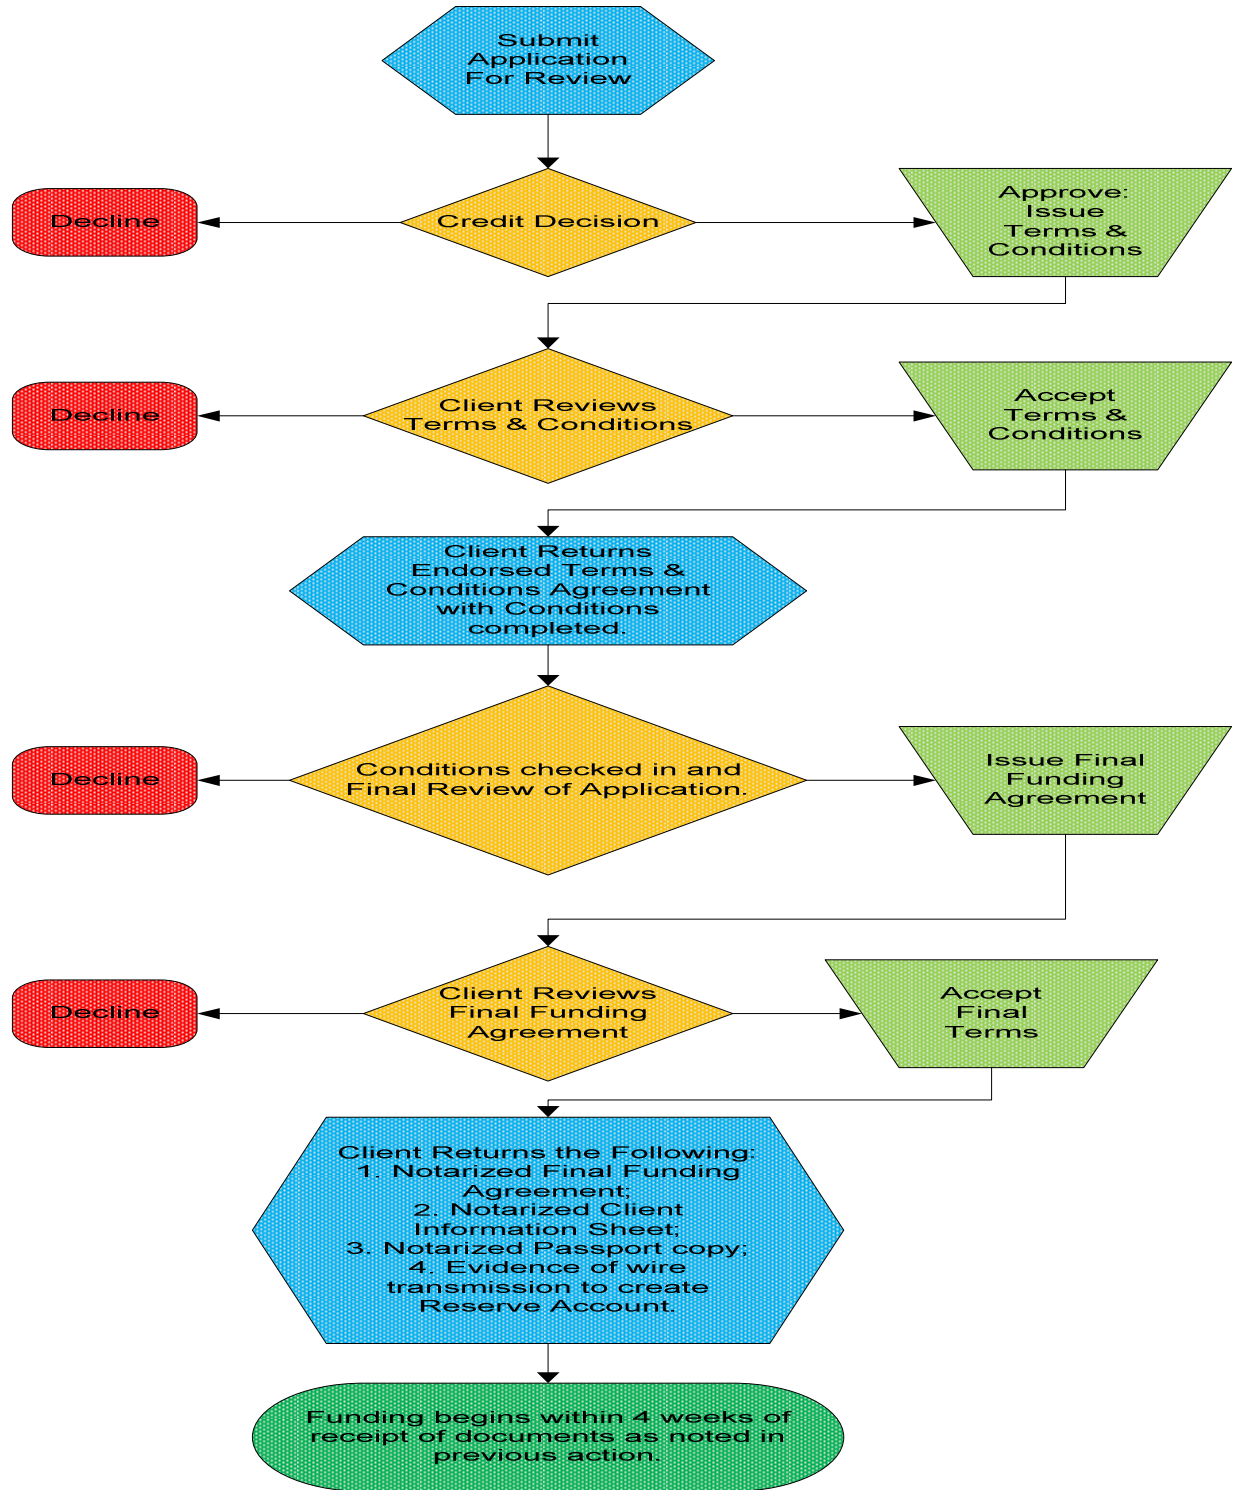 Submit
Application
For Review
Decline
Credit Decision
Approve:
Issue
Terms &
Conditions
Decline
Client Reviews
Terms & Conditions
Accept
Terms &
Conditions
Client Returns
Endorsed Terms &
Conditions Agreement
with Conditions
completed.
Decline
Conditions checked in and
Final Review of Application.
Issue Final
Funding
Agreement
Decline
Client Reviews
Final Funding
Agreement
Accept
Final
Terms
Client Returns the Following:
1. Notarized Final Funding
Agreement;
2. Notarized Client
Information Sheet;
3. Notarized Passport copy;
4. Evidence of wire
transmission to create
Reserve Account.
Funding begins within 4 weeks of
receipt of documents as noted in
previous action.